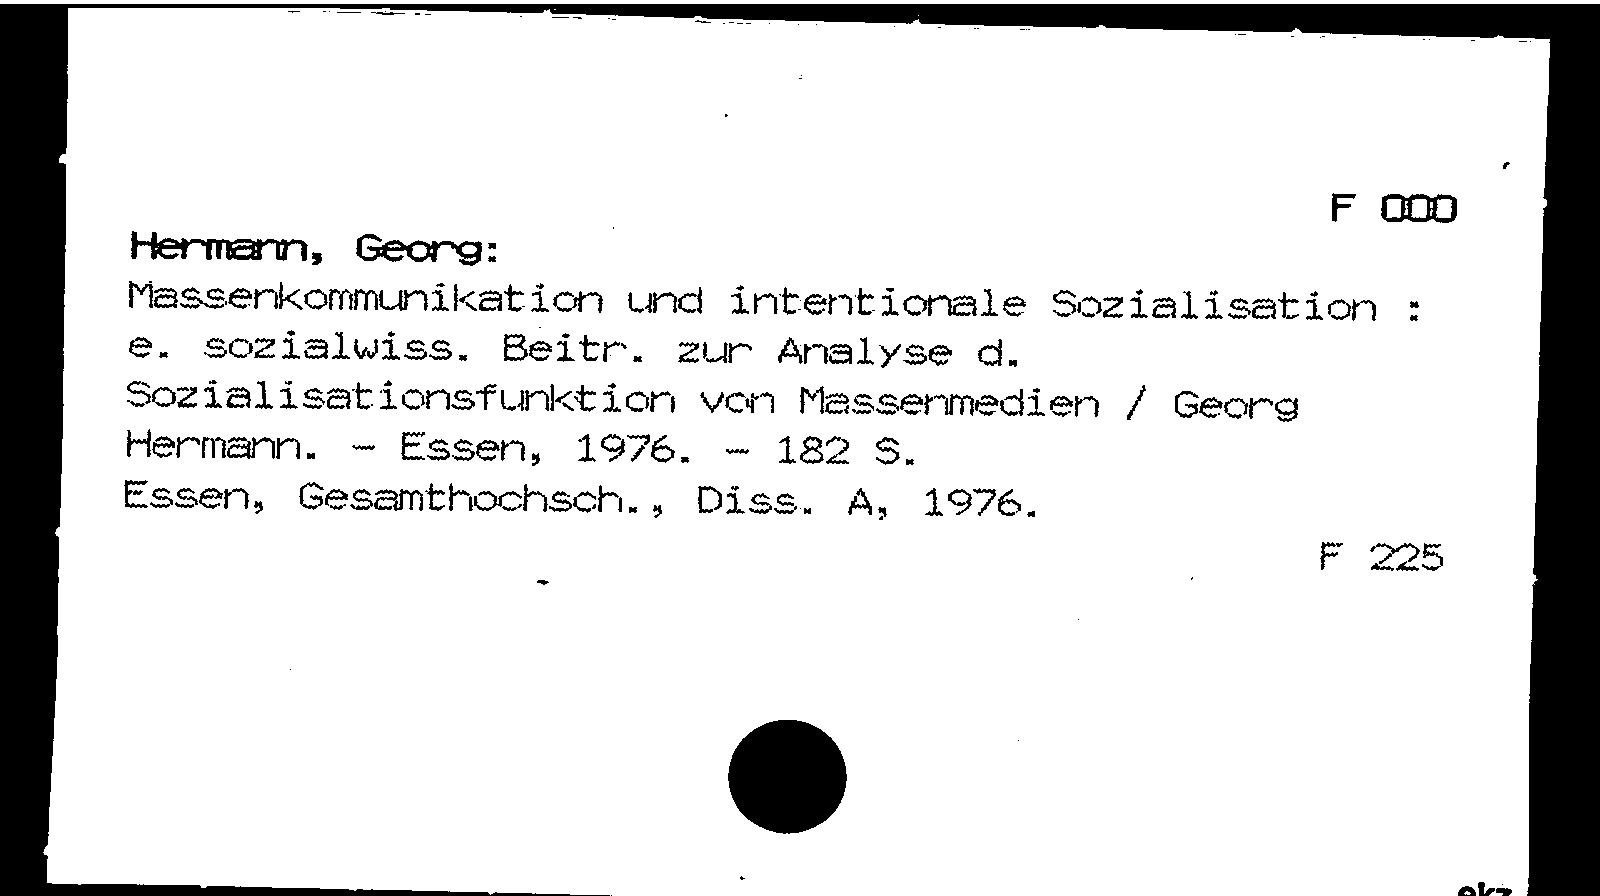 F 000
Hermann, Georg:
Massenkommunikation und intentionale Sozialisation :
e. sozialwiss. Beitr. zur Analyse d.
Sozialisationsfunktion von Massenmedien / Georg
Hermann. - Essen, 1976. - 182 S.
Essen, Gesamthochsch., Diss. A, 1976.
F 225
ekz